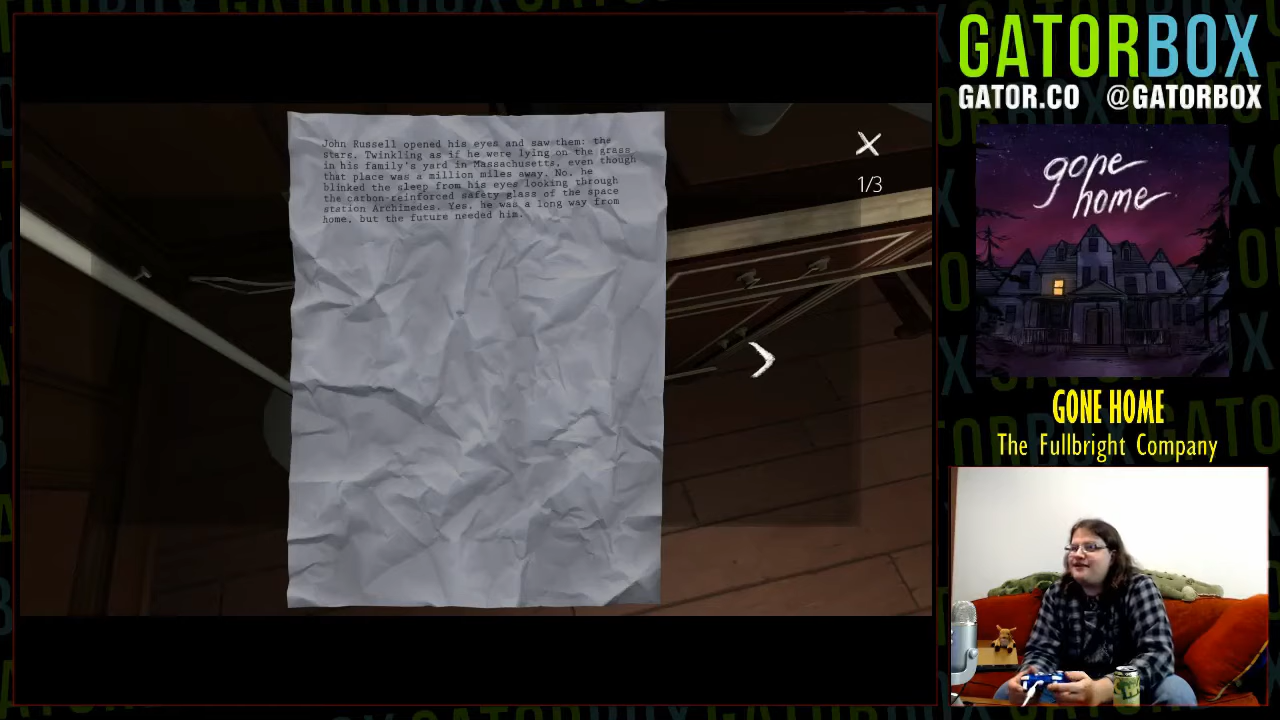 John Russell opened his eyes and saw them: the
stars. Twinkling as if he were lying on the grass
in his family's yard in Massachusetts, even though
that place was a million miles away. No, he
blinked the sleep from his eyes looking through
the carbon-reinforced safety glass of the space
station Archimedes. Yes, he was a long way from
home, but the future needed him.
1/3
GATORBOX
GATOR.CO @GATORBOX
gone
home
GONE HOME
The Fullbright Company